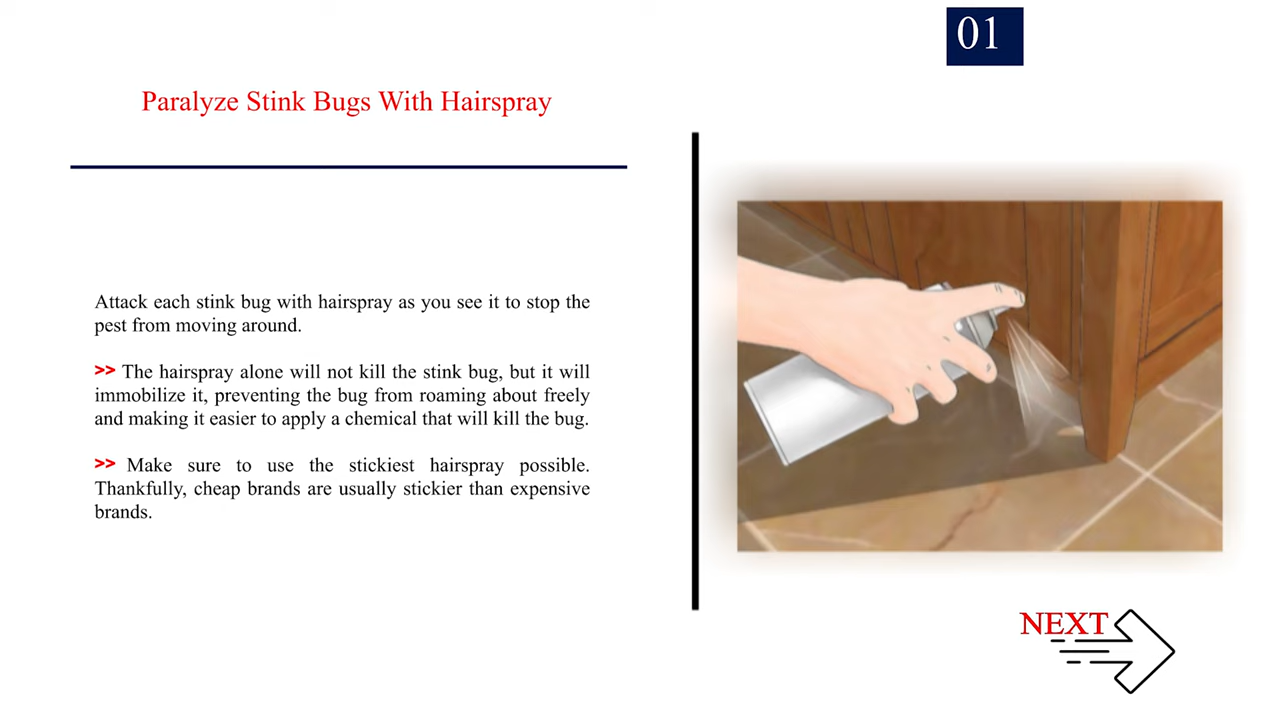 01
Paralyze Stink Bugs With Hairspray
Attack each stink bug with hairspray as you see it to stop the
pest from moving around.
>> The hairspray alone will not kill the stink bug, but it will
immobilize it, preventing the bug from roaming about freely
and making it easier to apply a chemical that will kill the bug.
>> Make sure to use the stickiest hairspray possible.
Thankfully, cheap brands are usually stickier than expensive
brands.
NEXT